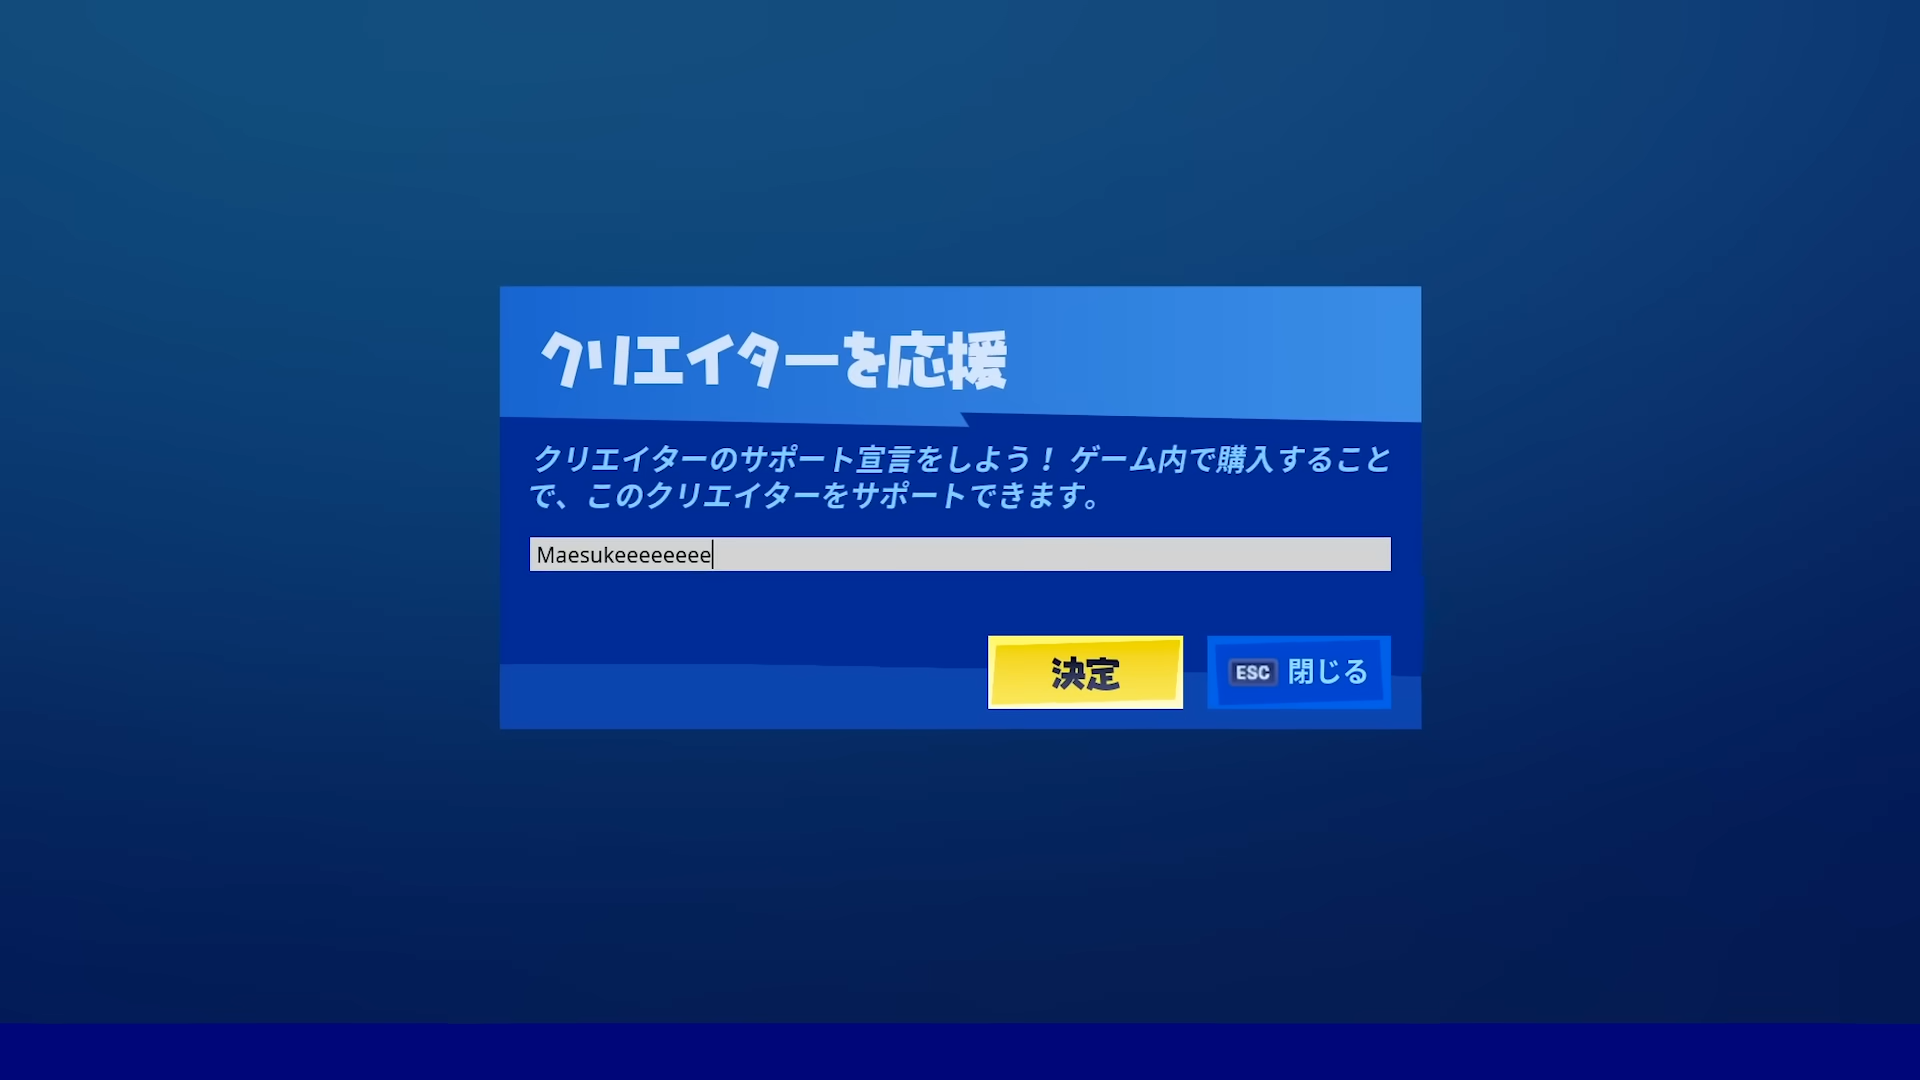 クリエイターを応援
クリエイターのサポート宣言をしよう！ ゲーム内で購入すること
で、このクリエイターをサポートできます。
Maesukeeeeeeee
決定
ESC 閉じる